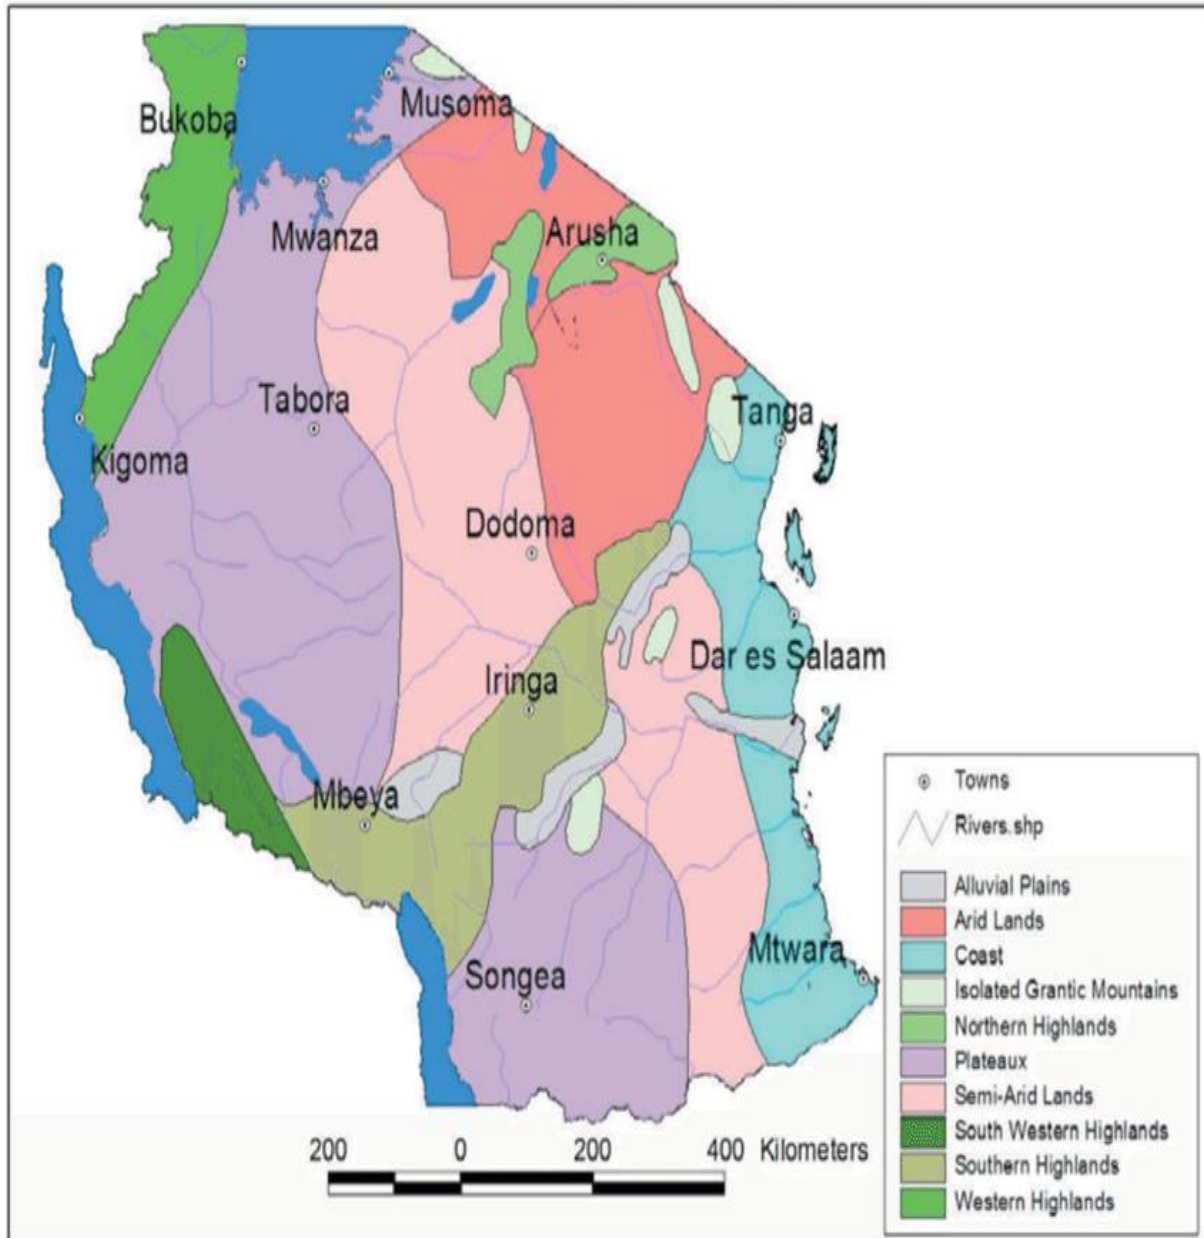 Bukoba
Musoma
Mwanza
Arusha
Tabora
Tanga
Kigoma
Dodoma
Dar es Salaam
Iringa
Mbeya
Mtwara
Songea
200 0 200 400 Kilometers
Towns
Rivers.shp
Alluvial Plains
Arid Lands
Coast
Isolated Grantic Mountains
Northern Highlands
Plateaux
Semi-Arid Lands
South Western Highlands
Southern Highlands
Western Highlands